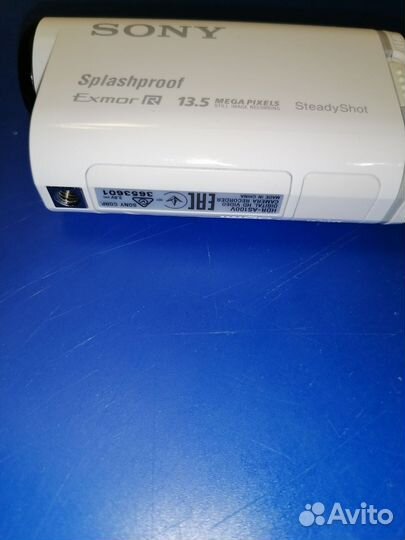 SONY
Splashproof
Exmor R 13.5 MEGA PIXELS
STILL IMAGE RECORDING
SteadyShot
HDR-AS100V
DIGITAL HD VIDEO
CAMERA RECORDER
MADE IN CHINA
EAC
SONY CORP
3653601
Avito